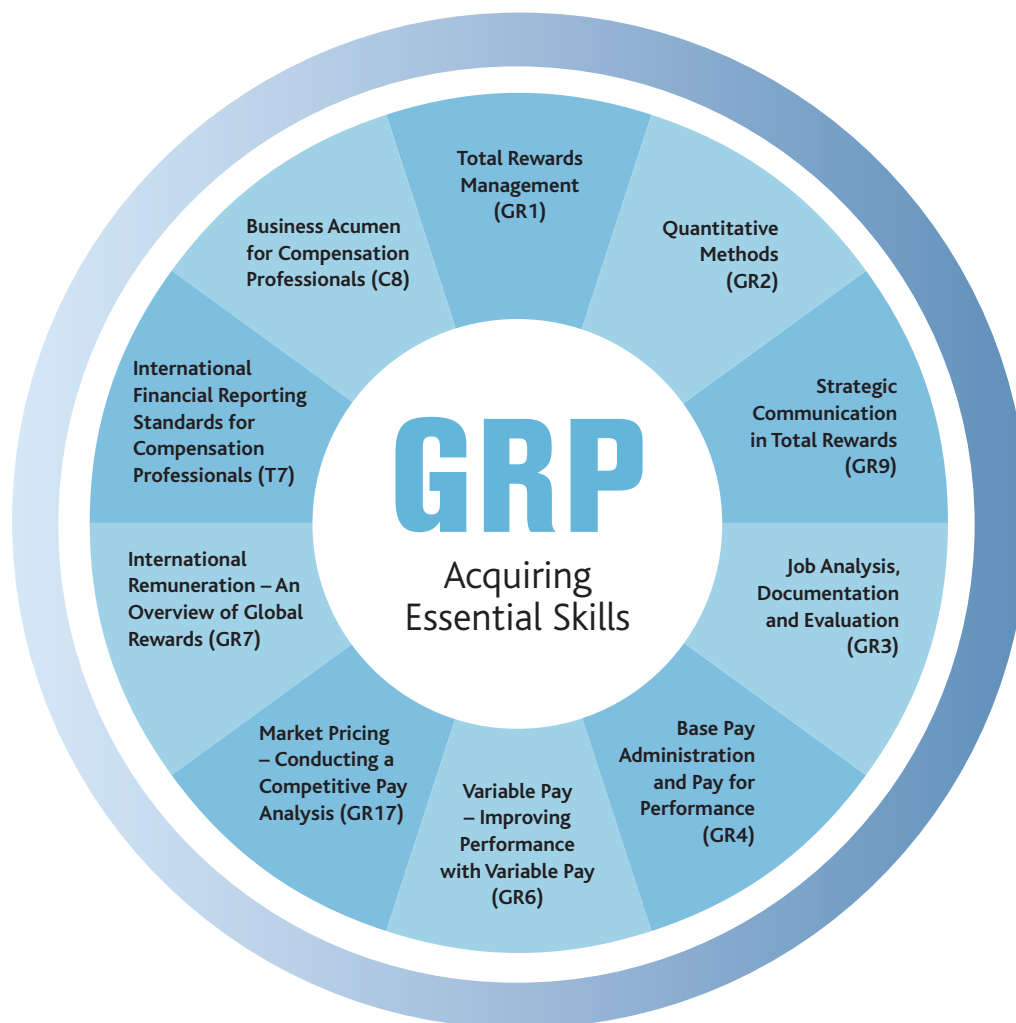 Total Rewards
Management
(GR1)
Quantitative
Methods
(GR2)
Strategic
Communication
in Total Rewards
(GR9)
Job Analysis,
Documentation
and Evaluation
(GR3)
Base Pay
Administration
and Pay for
Performance
(GR4)
Variable Pay
– Improving
Performance
with Variable Pay
(GR6)
Market Pricing
– Conducting a
Competitive Pay
Analysis (GR17)
International
Remuneration – An
Overview of Global
Rewards (GR7)
International
Financial Reporting
Standards for
Compensation
Professionals (T7)
Business Acumen
for Compensation
Professionals (C8)
GRP
Acquiring
Essential Skills